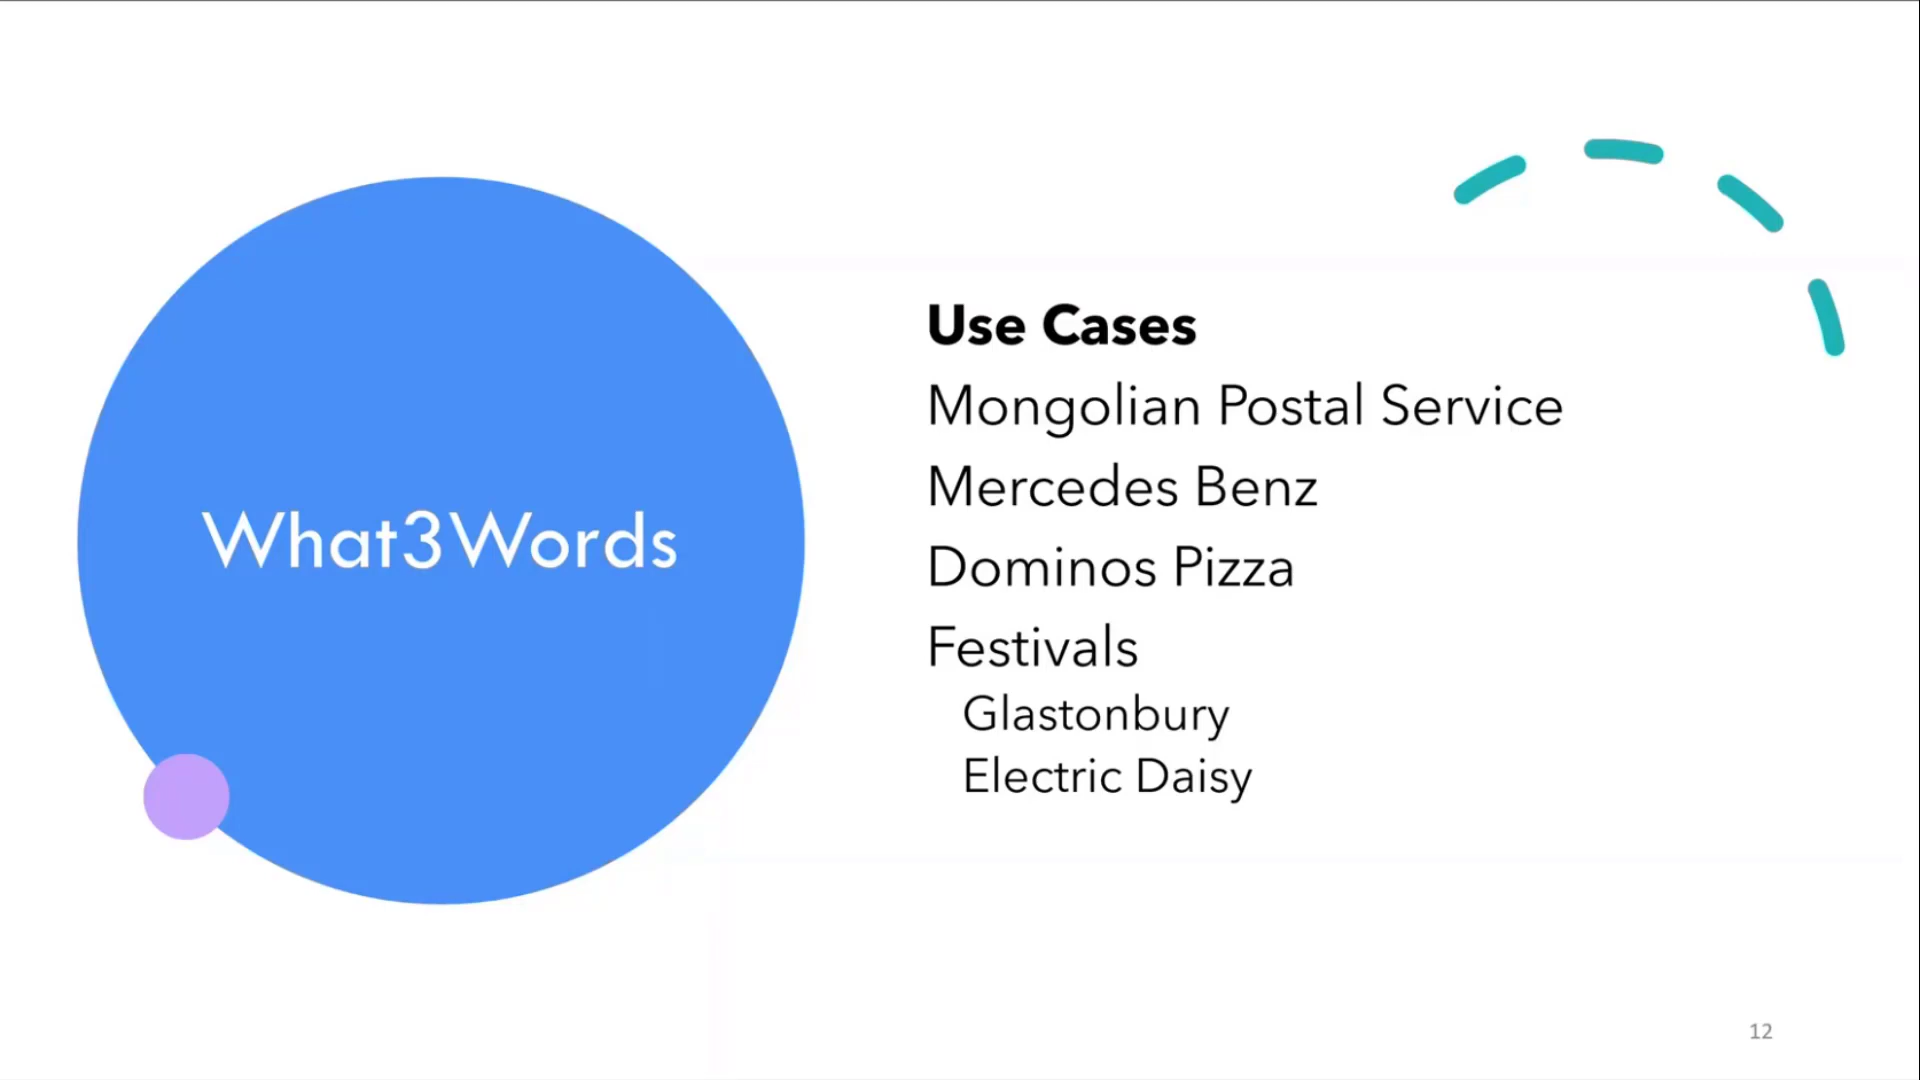 What3Words
Use Cases
Mongolian Postal Service
Mercedes Benz
Dominos Pizza
Festivals
Glastonbury
Electric Daisy
12